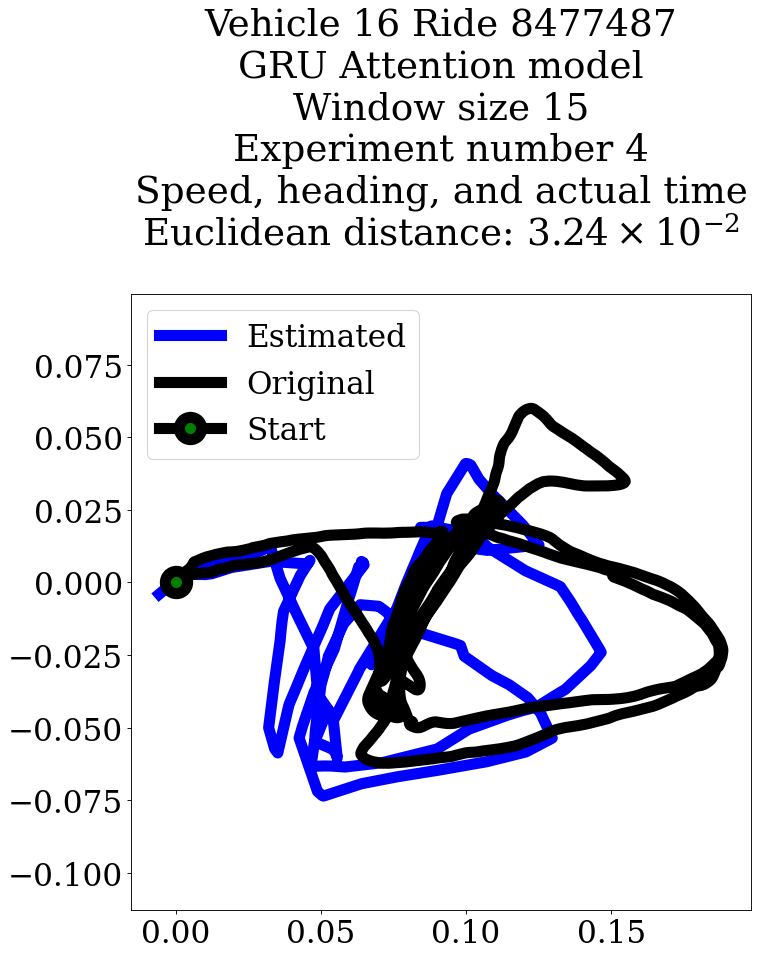 Vehicle 16 Ride 8477487
GRU Attention model
Window size 15
Experiment number 4
Speed, heading, and actual time
Euclidean distance: 3.24 × 10⁻²
Estimated
Original
Start
0.075
0.050
0.025
0.000
−0.025
−0.050
−0.075
−0.100
0.00 0.05 0.10 0.15